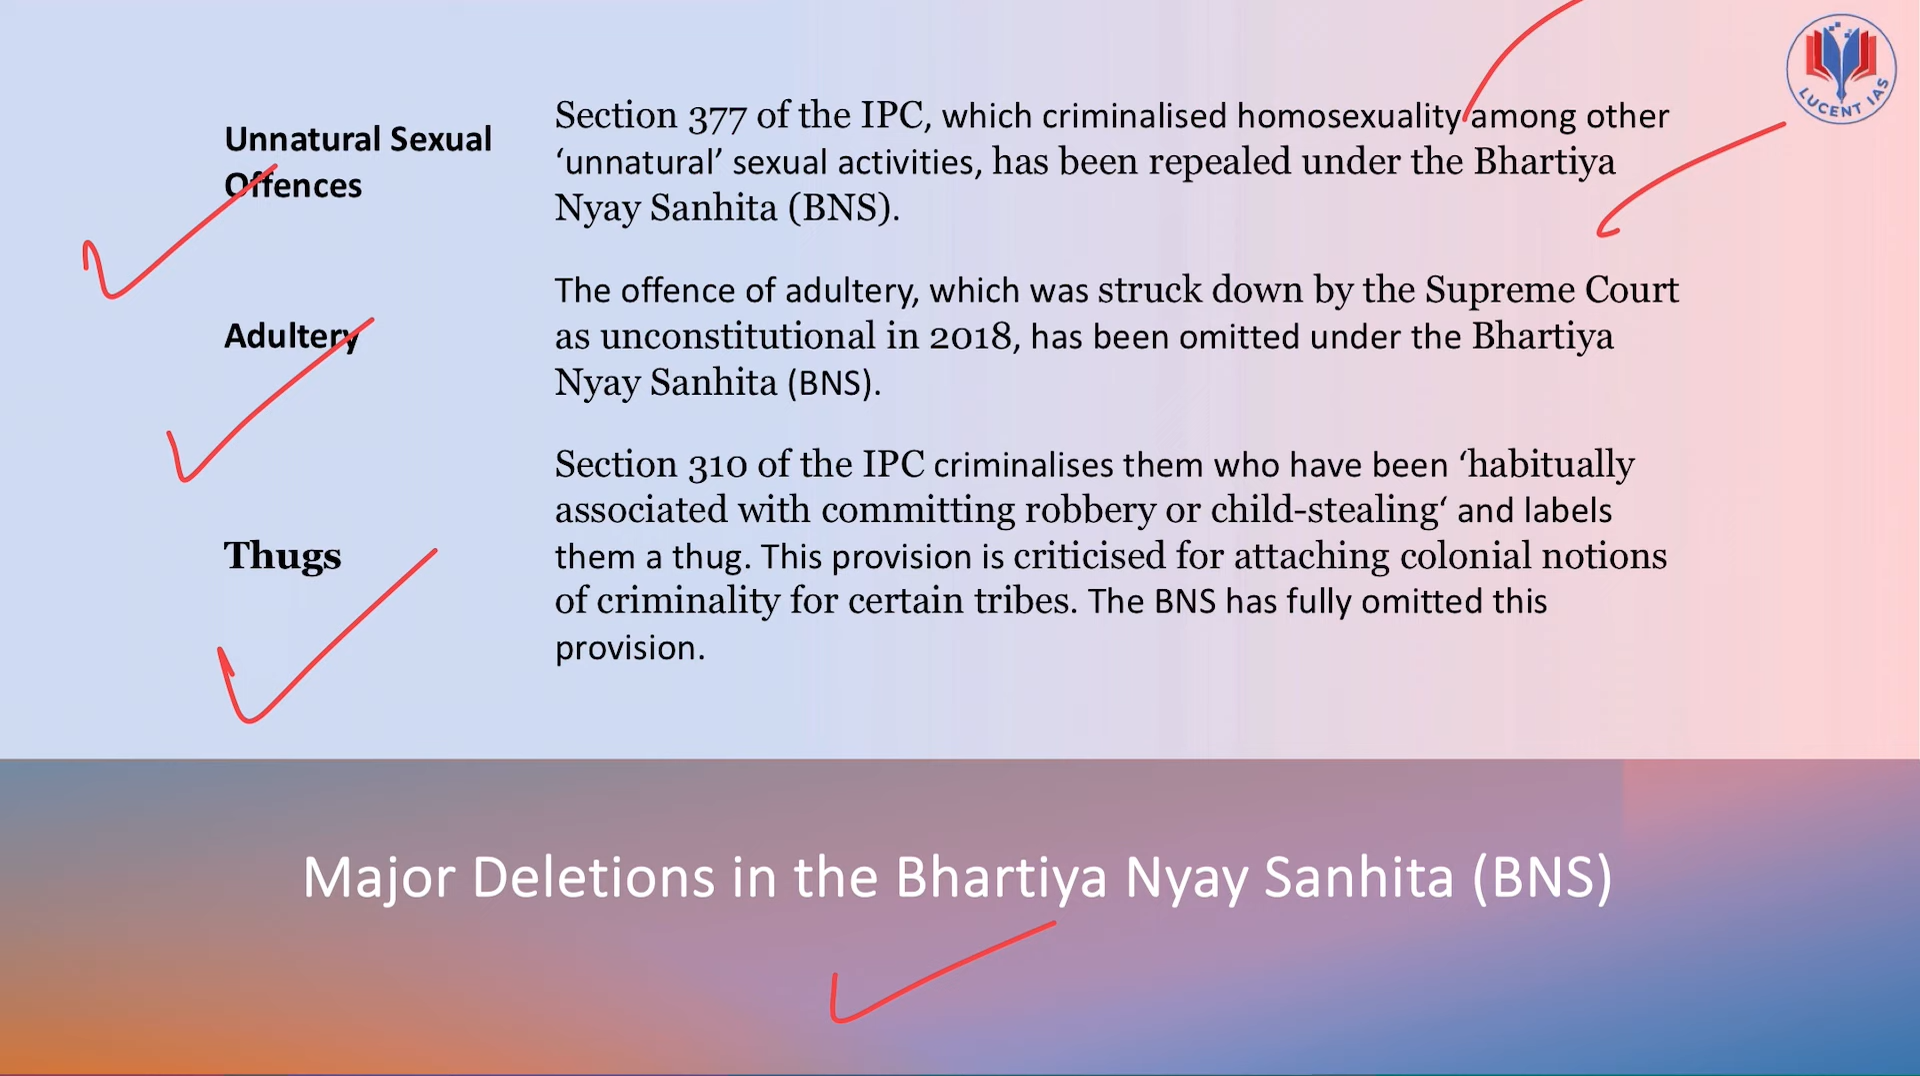 Unnatural Sexual
Offences
Section 377 of the IPC, which criminalised homosexuality among other
‘unnatural’ sexual activities, has been repealed under the Bhartiya
Nyay Sanhita (BNS).
Adultery
The offence of adultery, which was struck down by the Supreme Court
as unconstitutional in 2018, has been omitted under the Bhartiya
Nyay Sanhita (BNS).
Thugs
Section 310 of the IPC criminalises them who have been ‘habitually
associated with committing robbery or child-stealing‘ and labels
them a thug. This provision is criticised for attaching colonial notions
of criminality for certain tribes. The BNS has fully omitted this
provision.
Major Deletions in the Bhartiya Nyay Sanhita (BNS)
LUCENT IAS